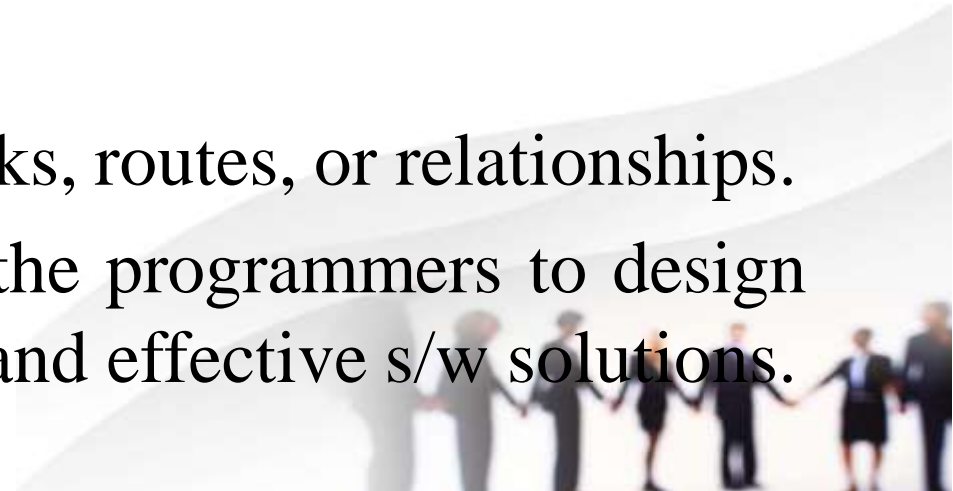 ks, routes, or relationships.
the programmers to design
and effective s/w solutions.